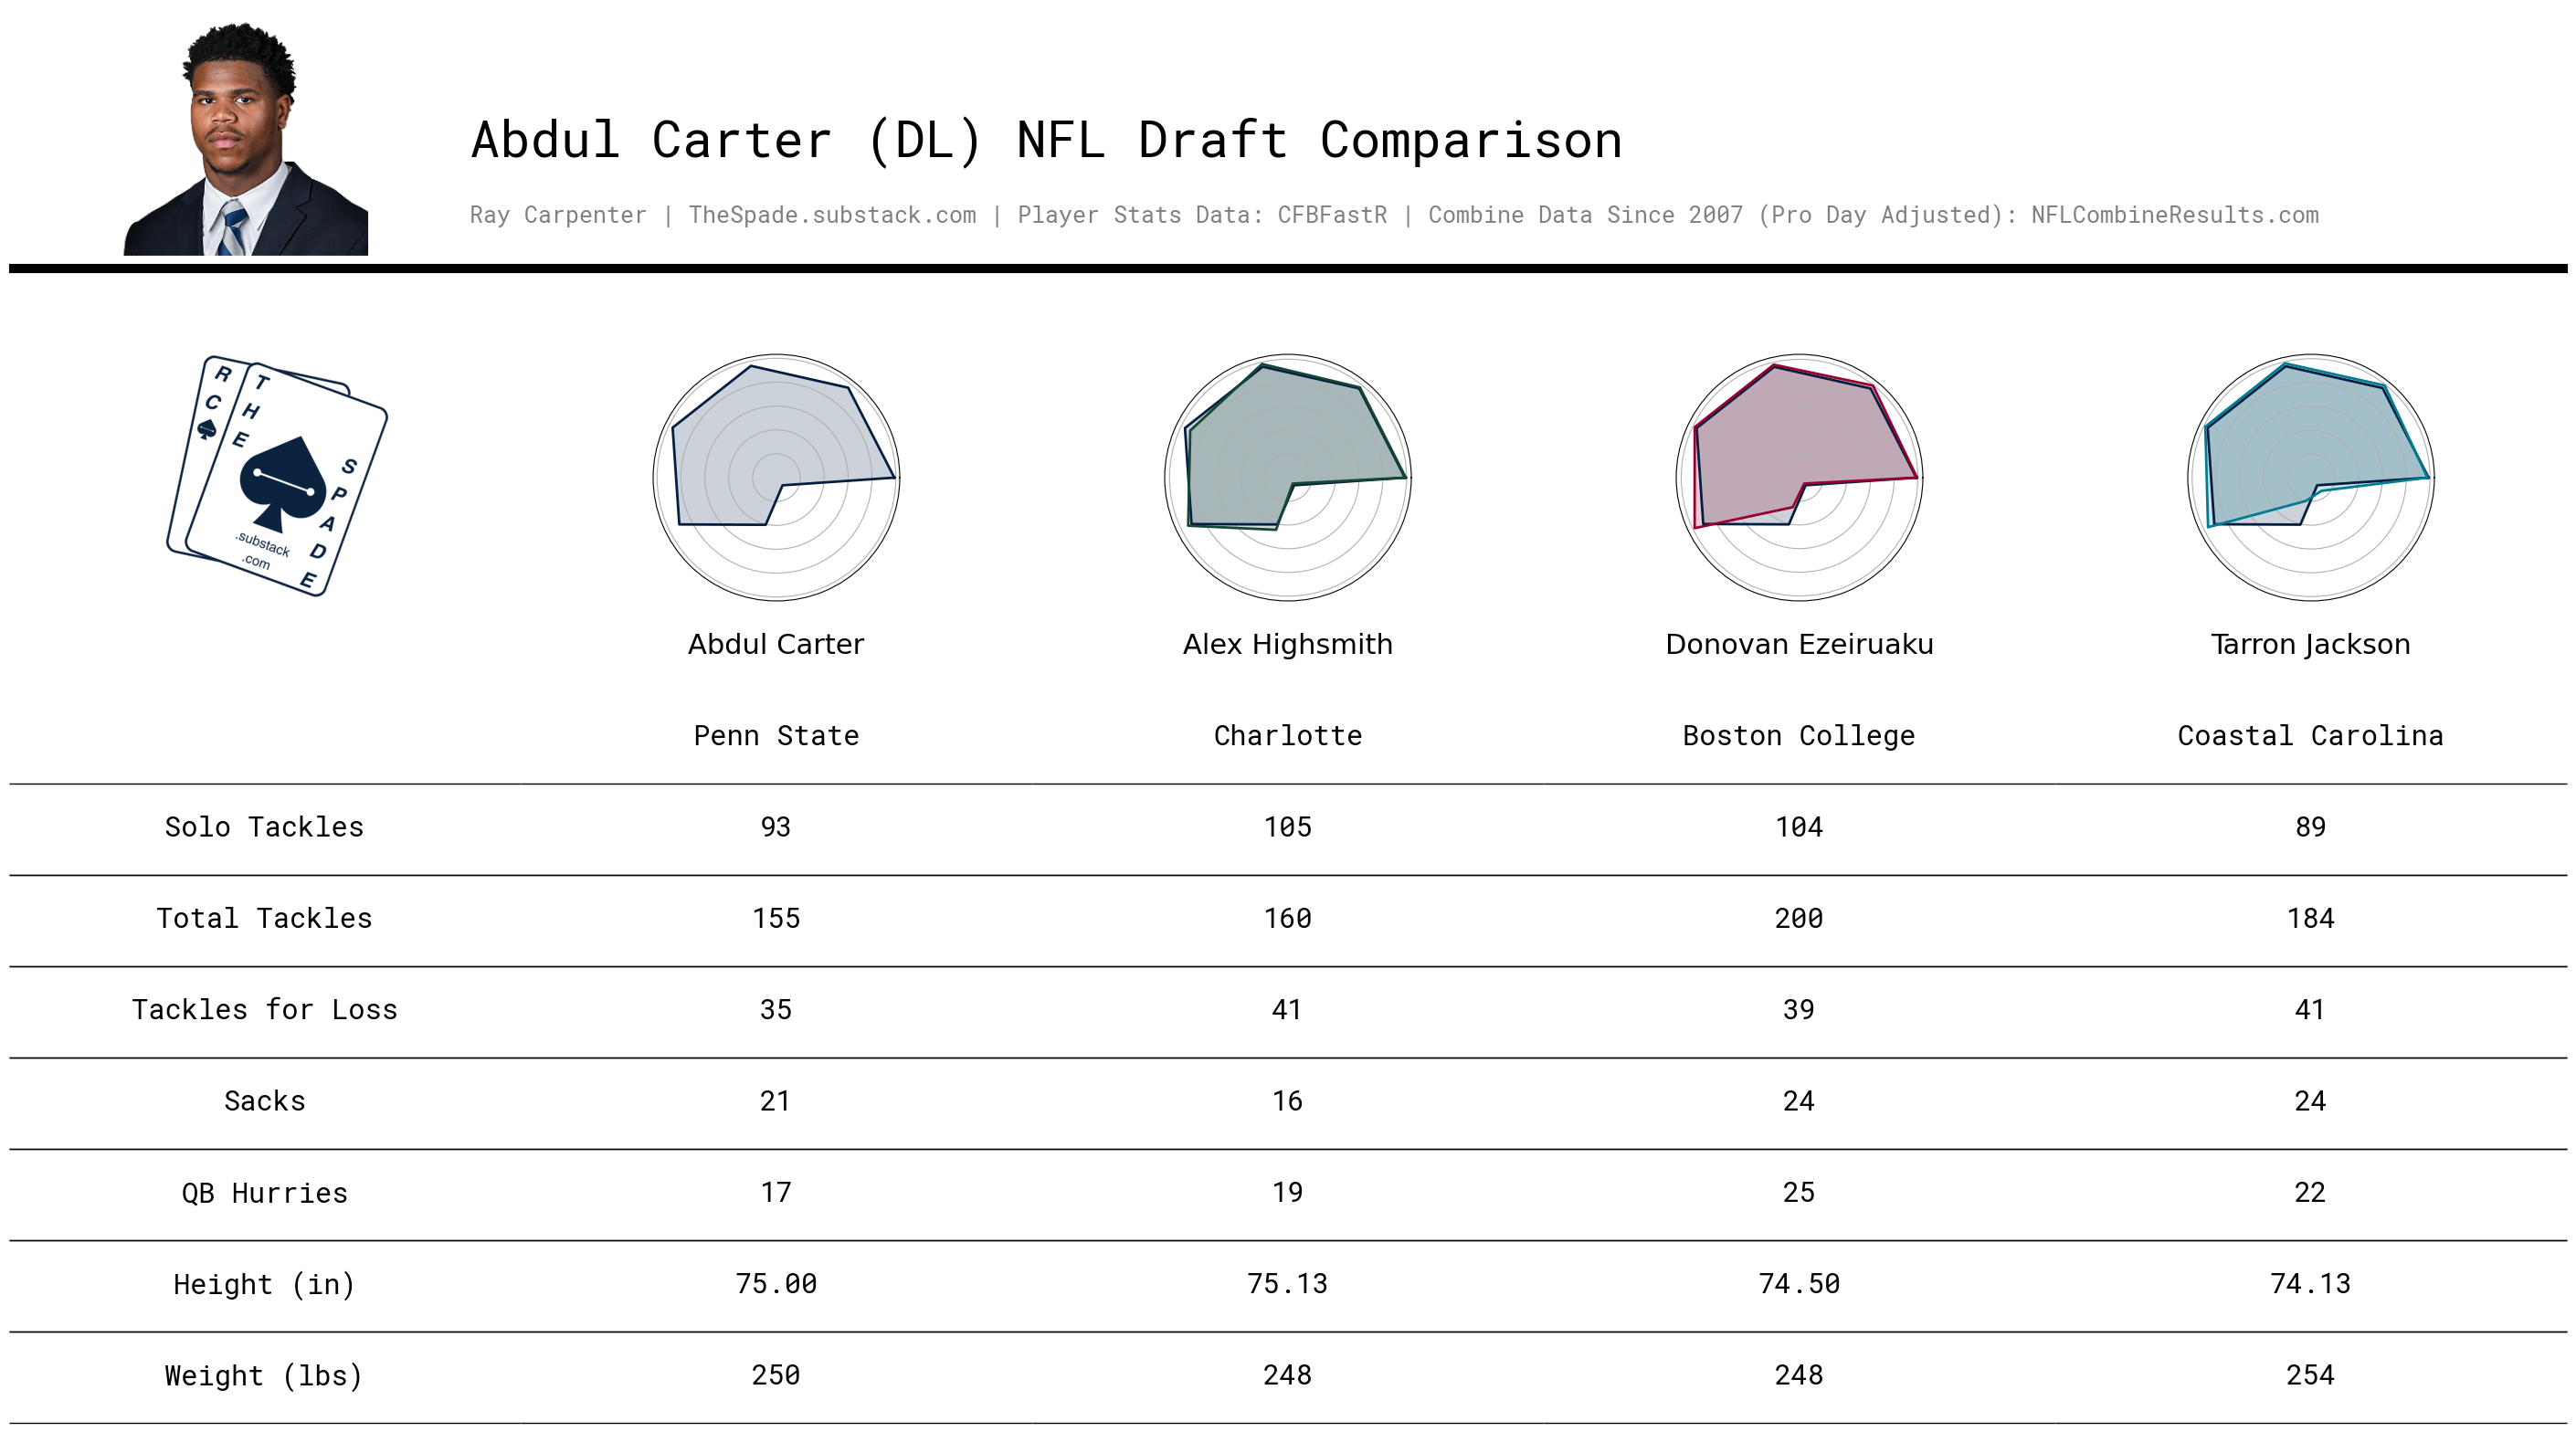 Abdul Carter (DL) NFL Draft Comparison
Ray Carpenter | TheSpade.substack.com | Player Stats Data: CFBFastR | Combine Data Since 2007 (Pro Day Adjusted): NFLCombineResults.com
R C
T H E
S P A D E
.substack
.com
Abdul Carter Alex Highsmith Donovan Ezeiruaku Tarron Jackson
Penn State Charlotte Boston College Coastal Carolina
Solo Tackles 93 105 104 89
Total Tackles 155 160 200 184
Tackles for Loss 35 41 39 41
Sacks 21 16 24 24
QB Hurries 17 19 25 22
Height (in) 75.00 75.13 74.50 74.13
Weight (lbs) 250 248 248 254